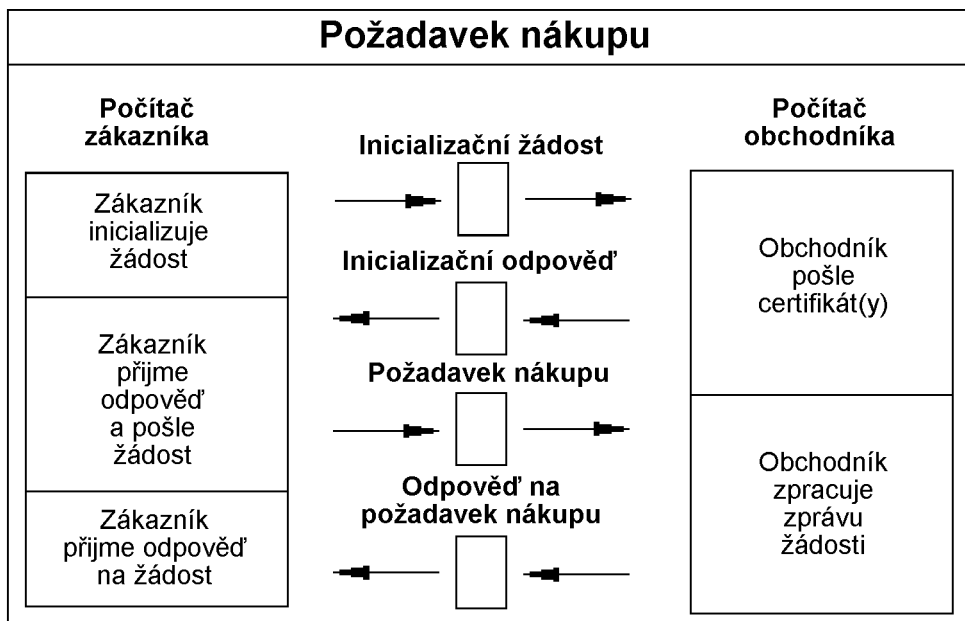 Požadavek nákupu
Počítač
zákazníka
Zákazník
inicializuje
žádost
Zákazník
přijme
odpověď
a pošle
žádost
Zákazník
přijme odpověď
na žádost
Inicializační žádost
Inicializační odpověď
Požadavek nákupu
Odpověď na
požadavek nákupu
Počítač
obchodníka
Obchodník
pošle
certifikát(y)
Obchodník
zpracuje
zprávu
žádosti